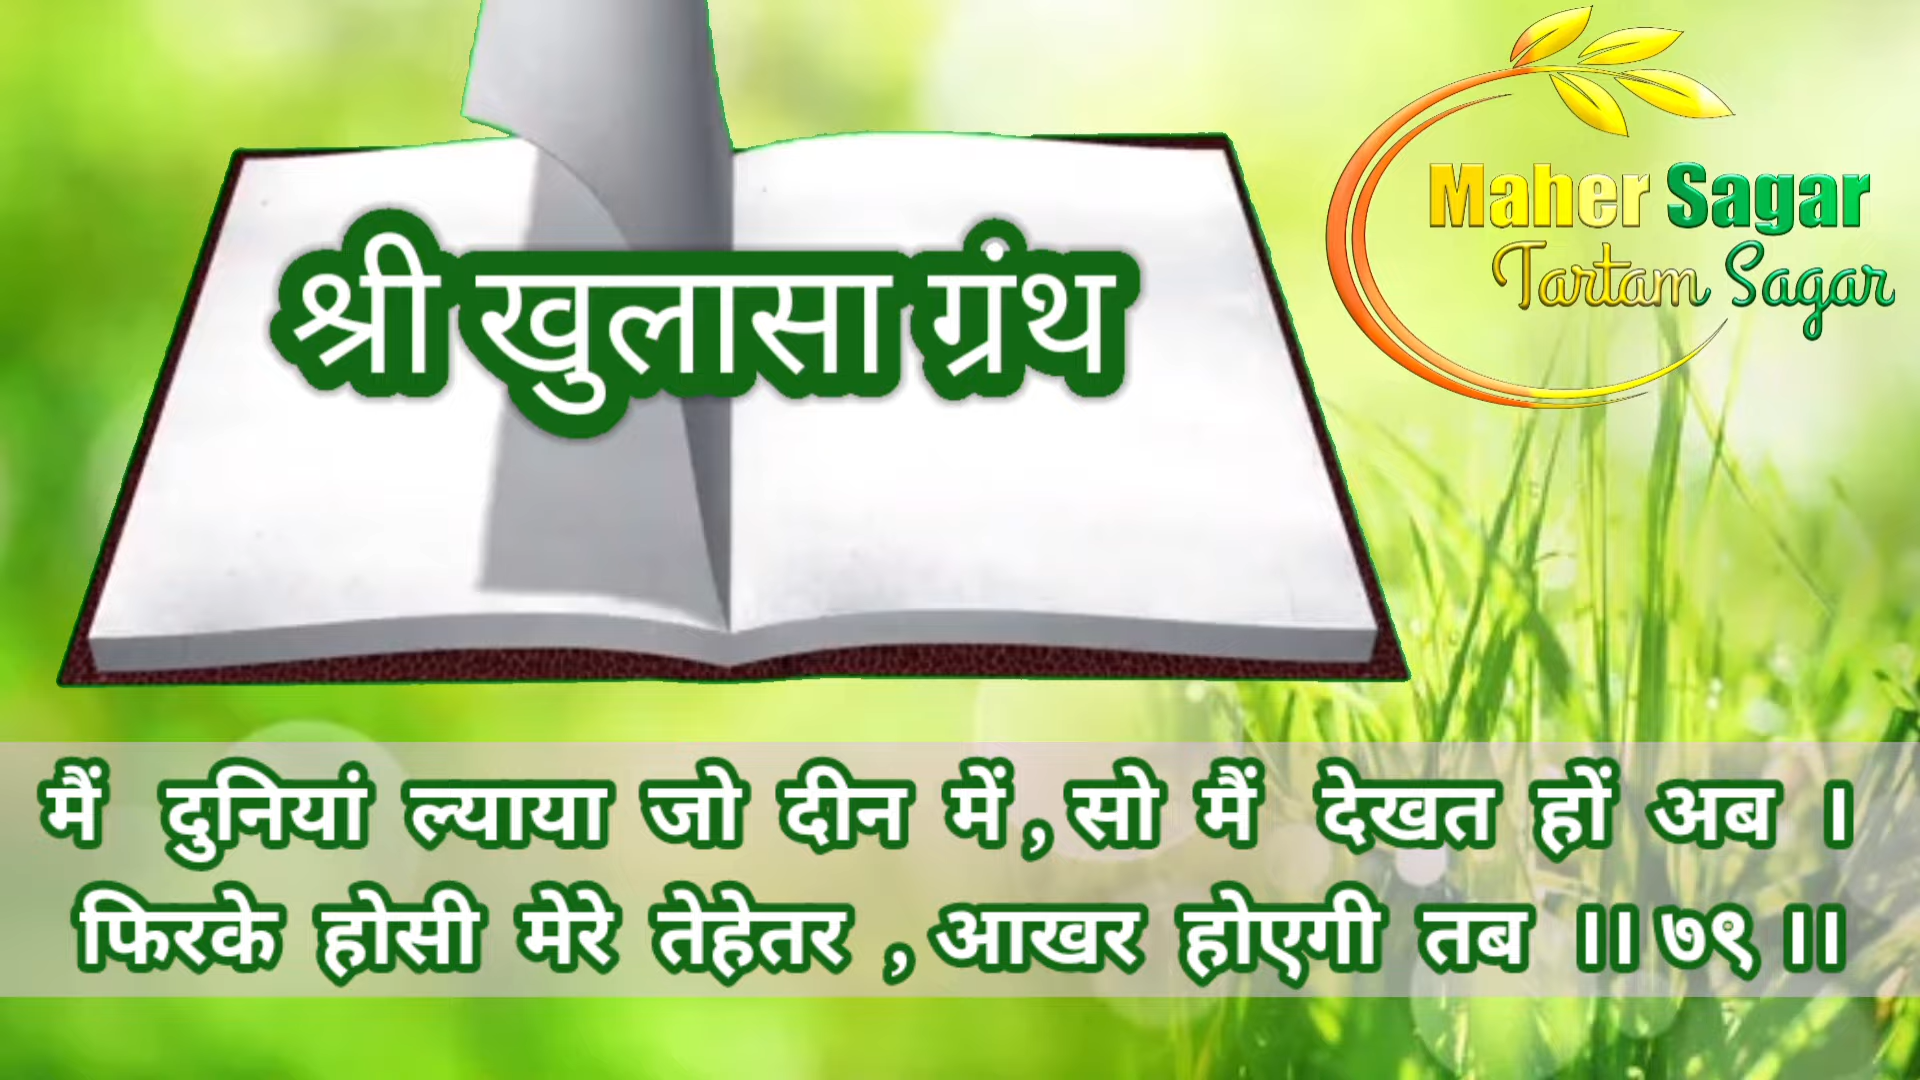 Maher Sagar
Tartam Sagar
श्री खुलासा ग्रंथ
मैं दुनियां ल्याया जो दीन में , सो मैं देखत हों अब ।
फिरके होसी मेरे तेहेतर , आखर होएगी तब ।। ७९ ।।